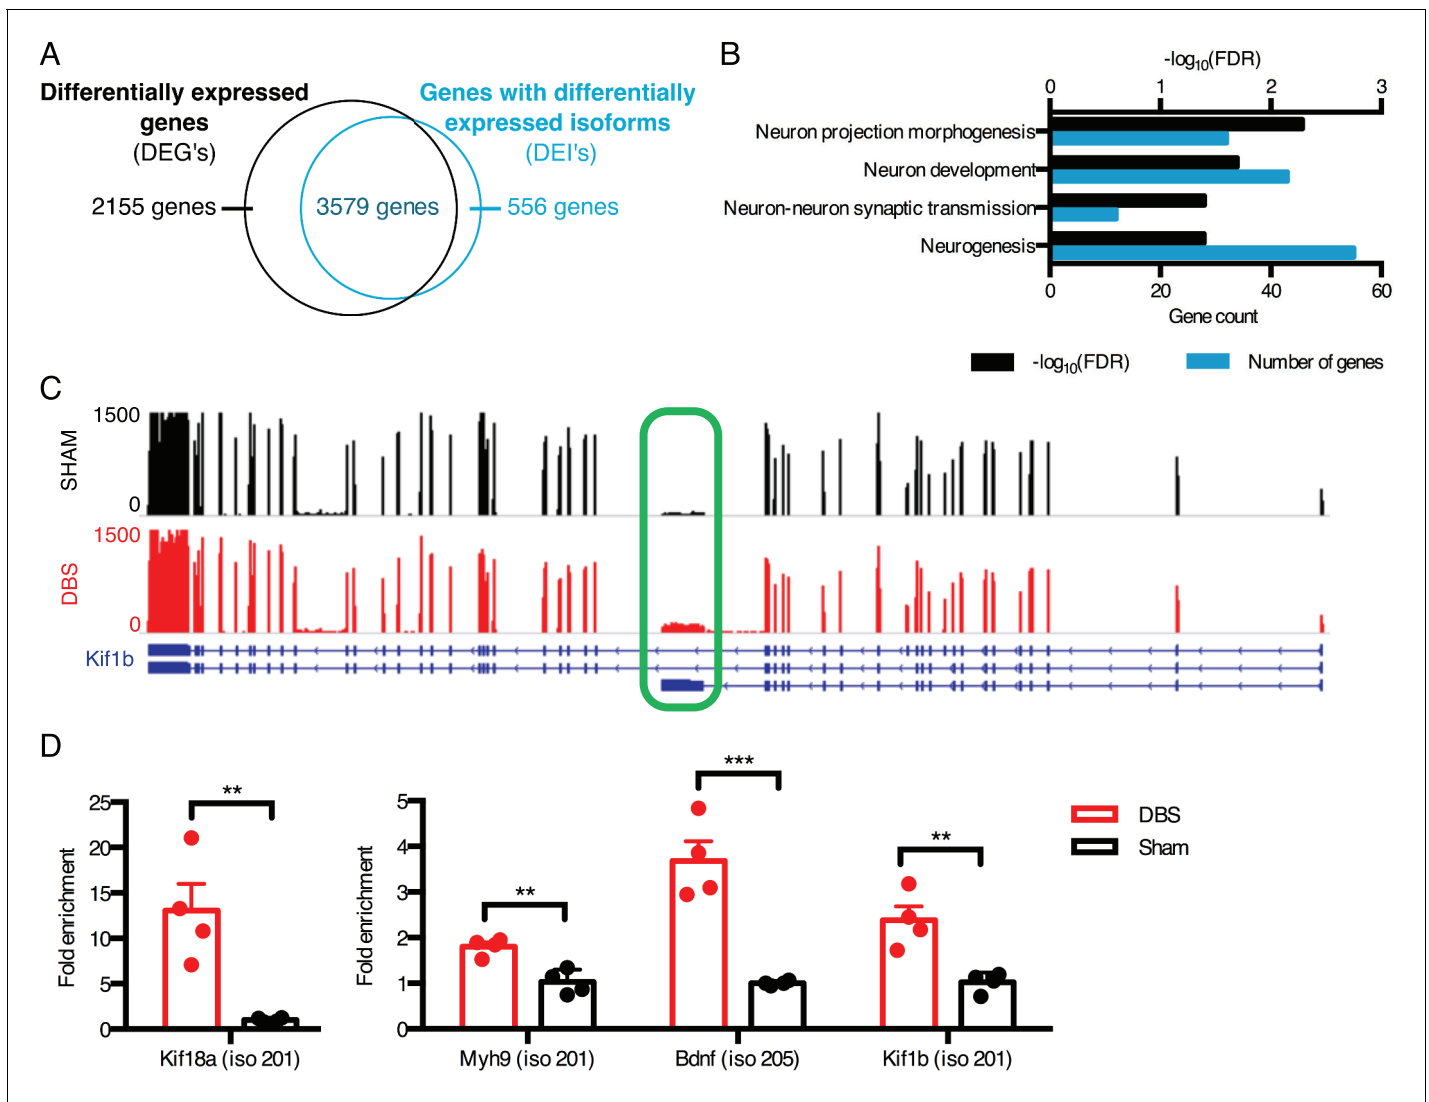 A
Differentially expressed
genes
(DEG's)
Genes with differentially
expressed isoforms
(DEI's)
2155 genes
3579 genes
556 genes
B
-log10(FDR)
0 1 2 3
Neuron projection morphogenesis
Neuron development
Neuron-neuron synaptic transmission
Neurogenesis
0 20 40 60
Gene count
-log10(FDR)
Number of genes
C
1500
SHAM
0
1500
DBS
0
Kif1b
D
25
20
15
10
5
0
Fold enrichment
**
Kif18a (iso 201)
5
4
3
2
1
0
Fold enrichment
**
***
**
Myh9 (iso 201)
Bdnf (iso 205)
Kif1b (iso 201)
DBS
Sham